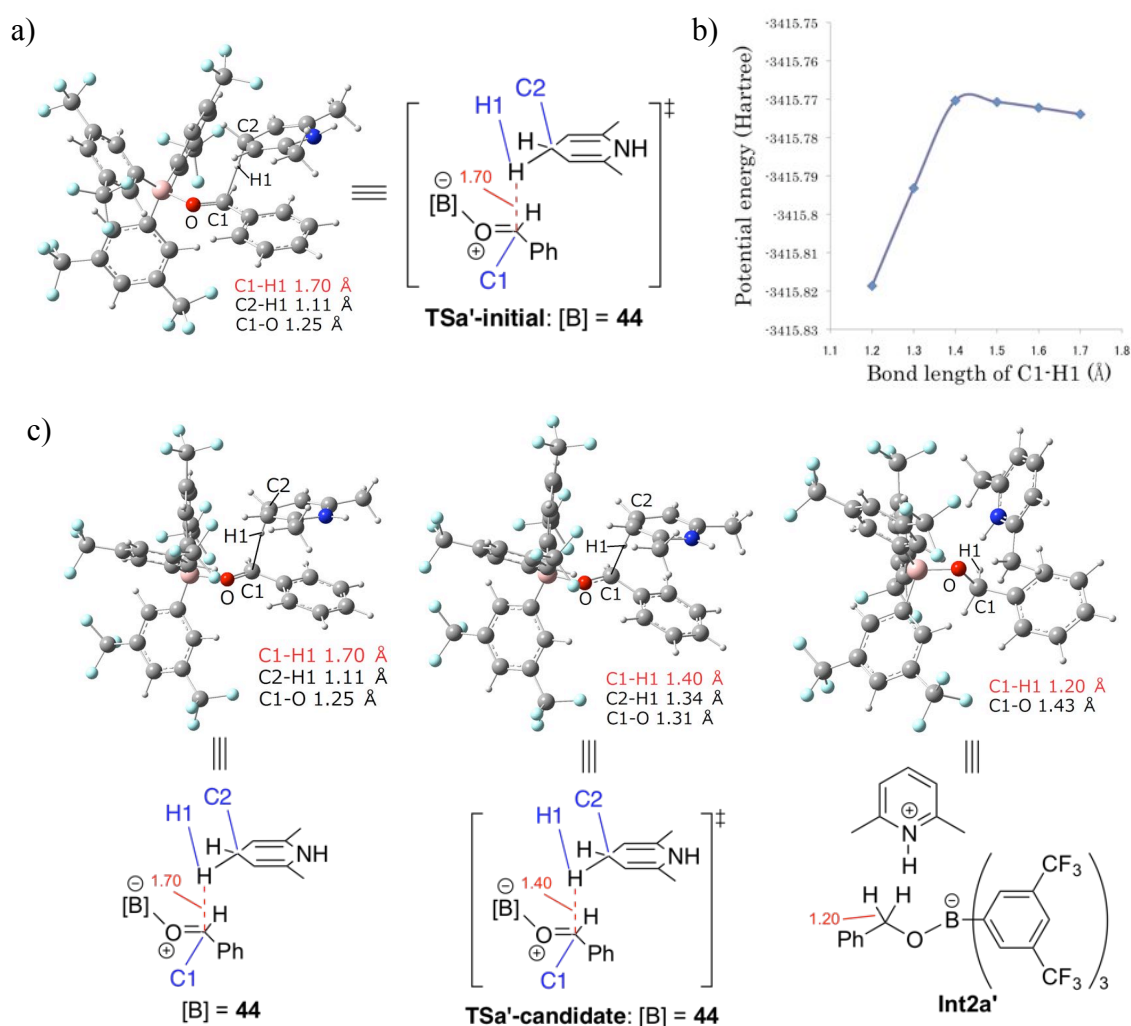 a)
C2
H1
O
C1
C1-H1 1.70 Å
C2-H1 1.11 Å
C1-O 1.25 Å
C2
H1
‡
H
NH
H
1.70
⊖
[B]
H
O
⊕
Ph
C1
TSa'-initial: [B] = 44
b)
Potential energy (Hartree)
-3415.75
-3415.76
-3415.77
-3415.78
-3415.79
-3415.8
-3415.81
-3415.82
-3415.83
1.1 1.2 1.3 1.4 1.5 1.6 1.7 1.8
Bond length of C1-H1 (Å)
c)
C2
H1
O
C1
C1-H1 1.70 Å
C2-H1 1.11 Å
C1-O 1.25 Å
C2
H1
O
C1
C1-H1 1.40 Å
C2-H1 1.34 Å
C1-O 1.31 Å
H1
O
C1
C1-H1 1.20 Å
C1-O 1.43 Å
C2
H1
H
NH
H
1.70
⊖
[B]
H
O
⊕
Ph
C1
[B] = 44
C2
H1
‡
H
NH
H
1.40
⊖
[B]
H
O
⊕
Ph
C1
TSa'-candidate: [B] = 44
⊕
N
H
CF3
H H
⊖
1.20
B
Ph
O
CF3
3
Int2a'